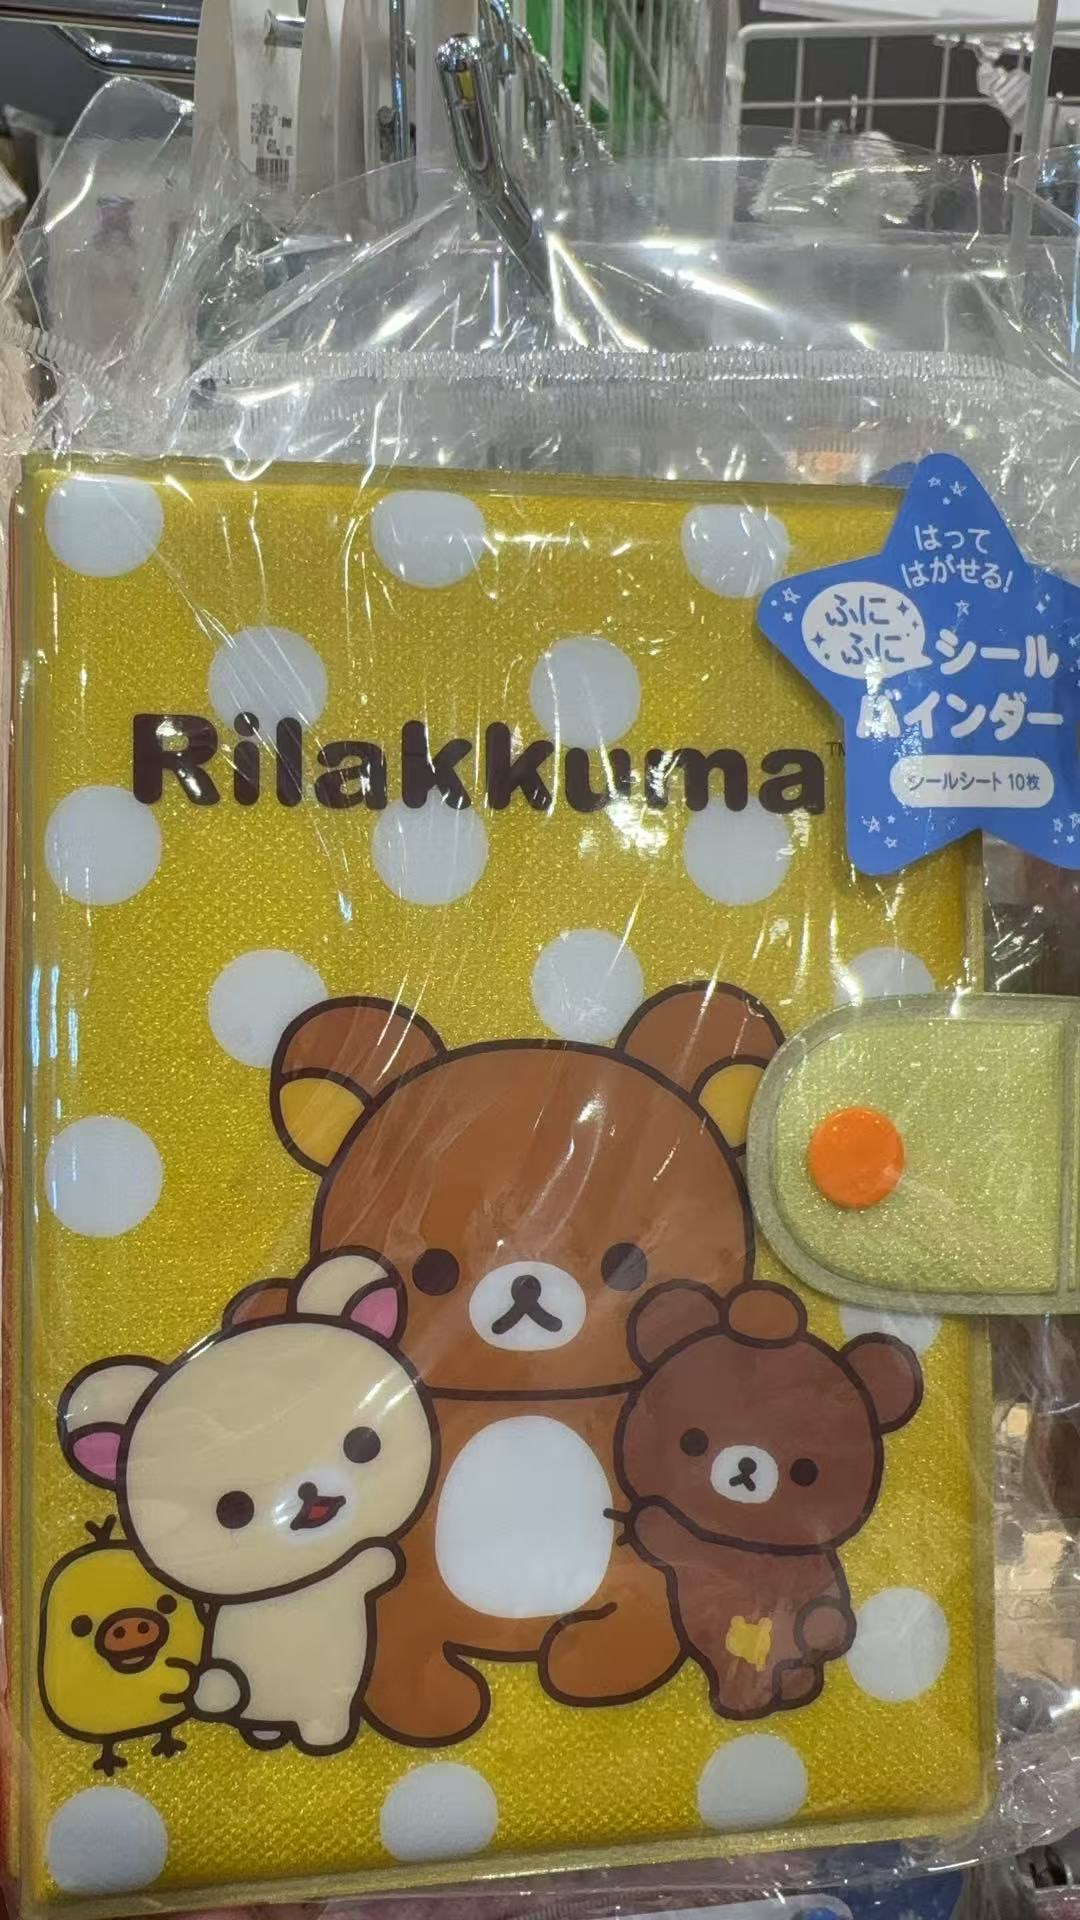 Rilakkuma™
はって
はがせる!
ふに
ふに
シール
バインダー
シールシート 10枚